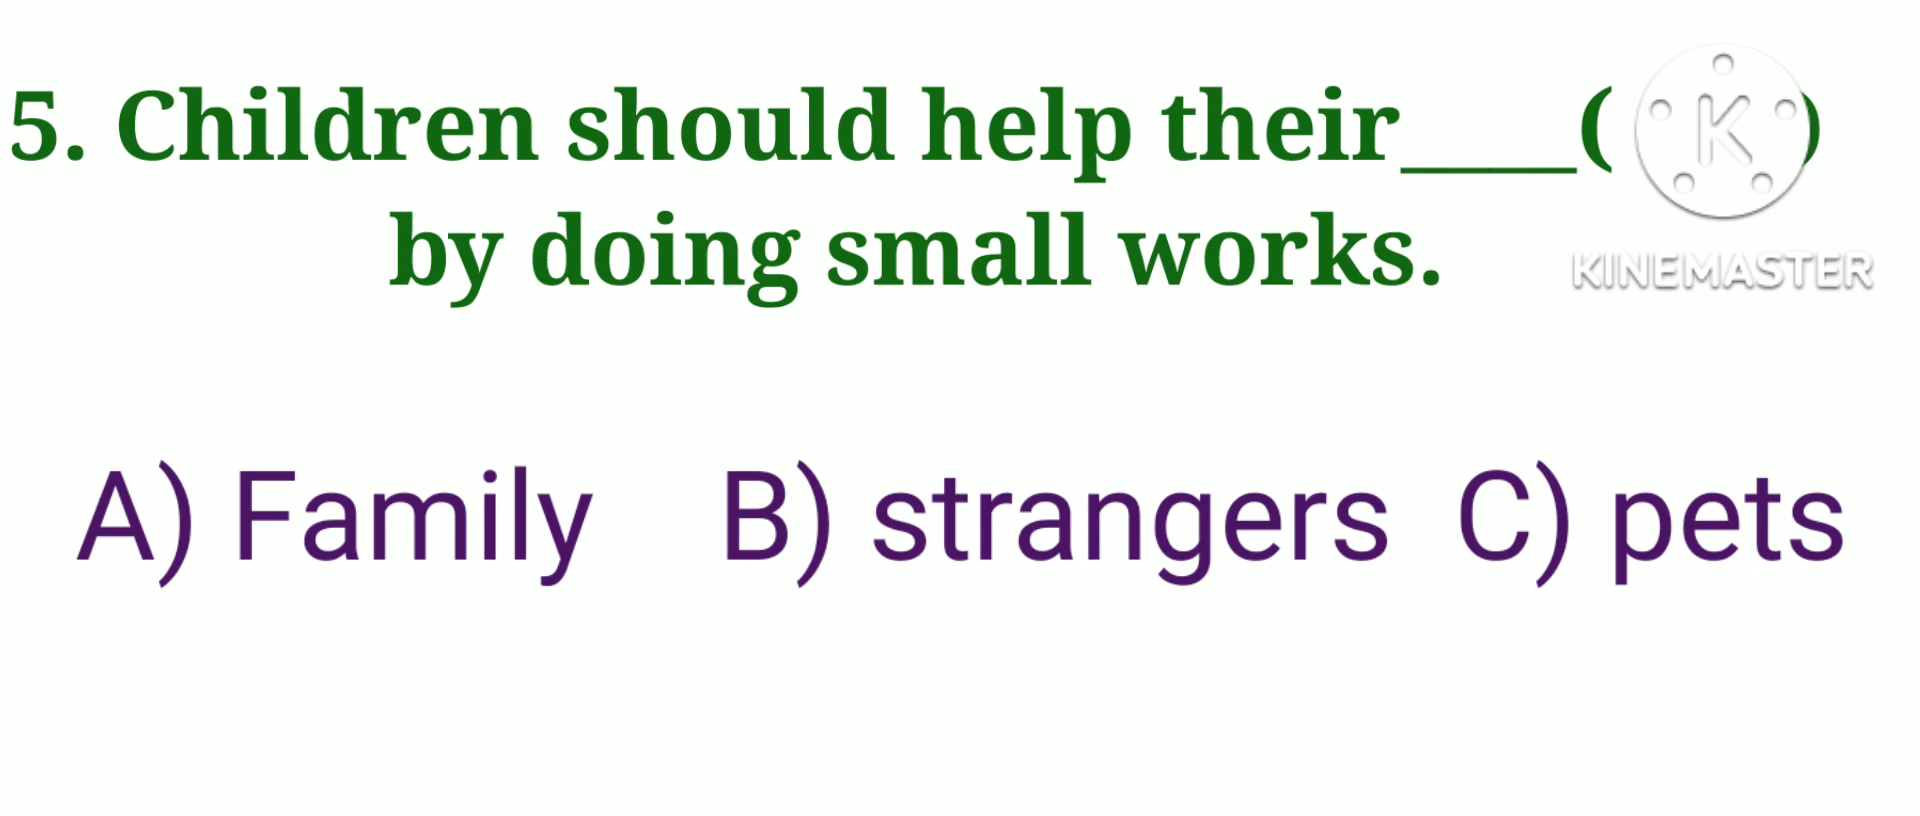 5. Children should help their____( )
by doing small works.
K
KINEMASTER
A) Family B) strangers C) pets